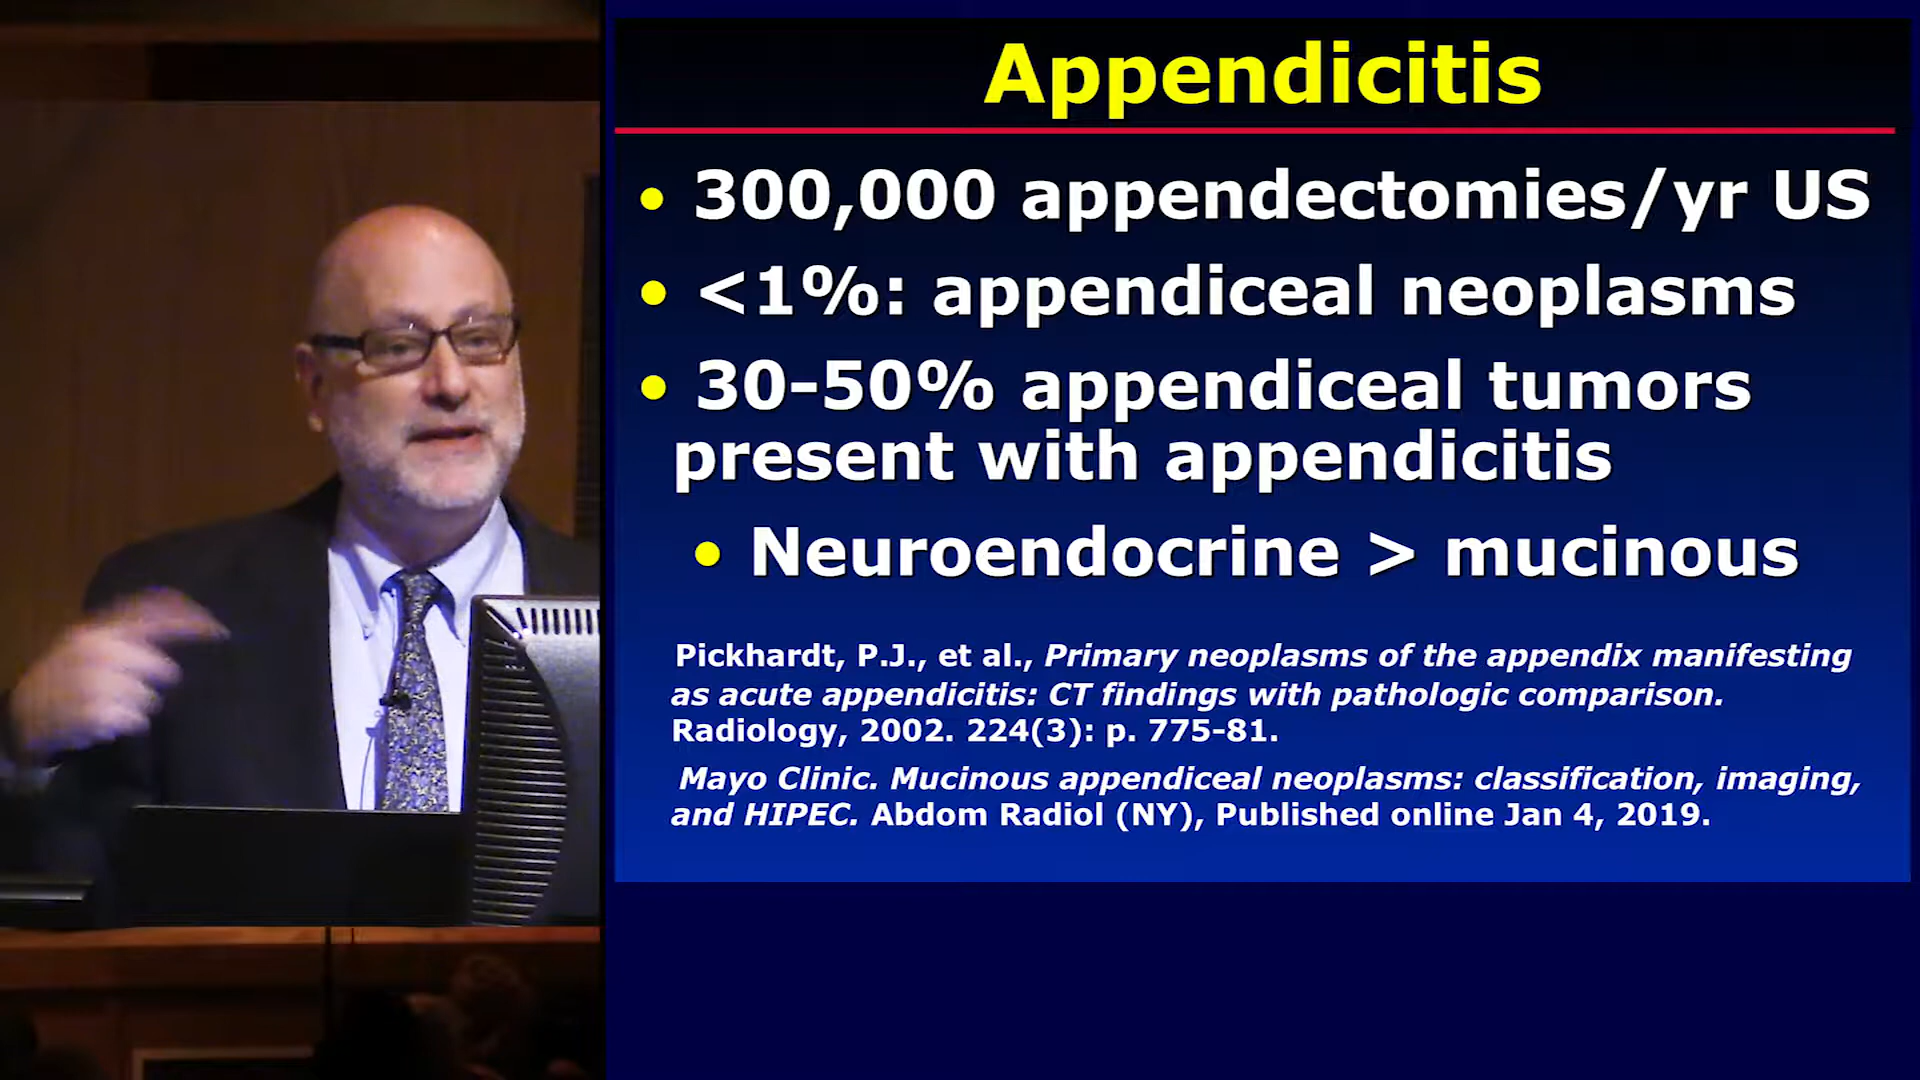 Appendicitis
• 300,000 appendectomies/yr US
• <1%: appendiceal neoplasms
• 30-50% appendiceal tumors
present with appendicitis
• Neuroendocrine > mucinous
Pickhardt, P.J., et al., Primary neoplasms of the appendix manifesting
as acute appendicitis: CT findings with pathologic comparison.
Radiology, 2002. 224(3): p. 775-81.
Mayo Clinic. Mucinous appendiceal neoplasms: classification, imaging,
and HIPEC. Abdom Radiol (NY), Published online Jan 4, 2019.